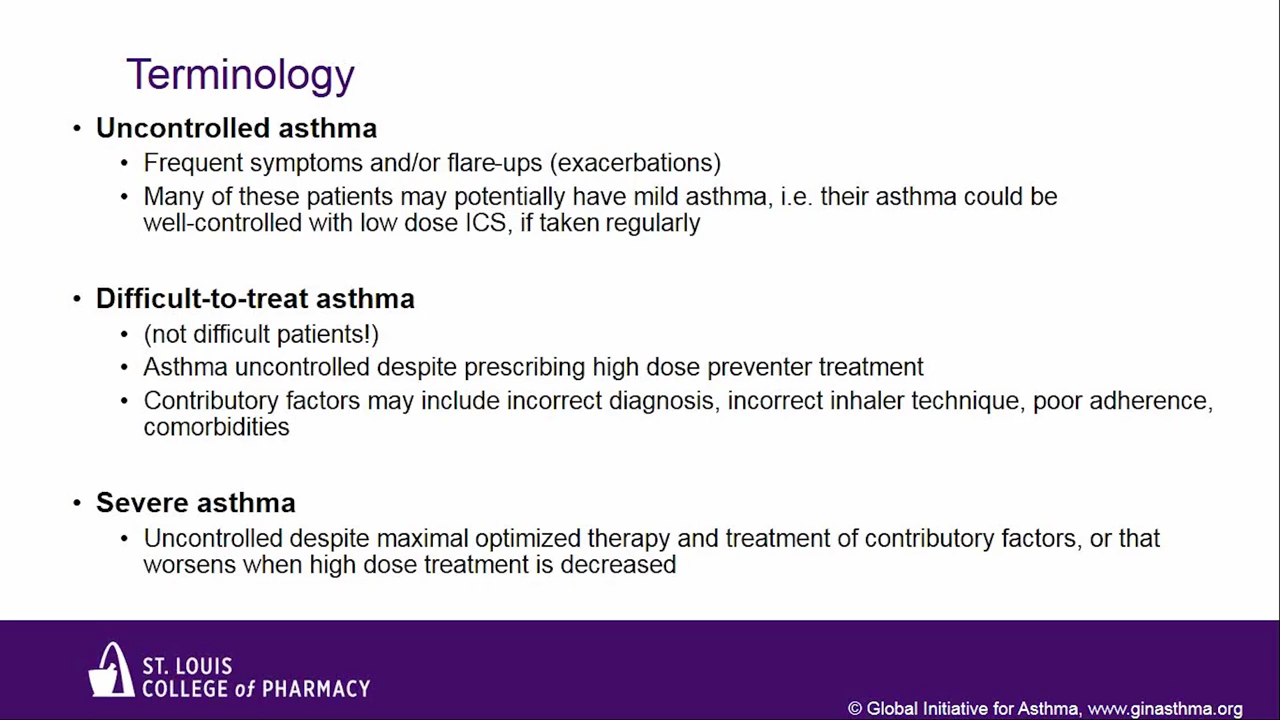 Terminology
• Uncontrolled asthma
• Frequent symptoms and/or flare-ups (exacerbations)
• Many of these patients may potentially have mild asthma, i.e. their asthma could be
well-controlled with low dose ICS, if taken regularly
• Difficult-to-treat asthma
• (not difficult patients!)
• Asthma uncontrolled despite prescribing high dose preventer treatment
• Contributory factors may include incorrect diagnosis, incorrect inhaler technique, poor adherence,
comorbidities
• Severe asthma
• Uncontrolled despite maximal optimized therapy and treatment of contributory factors, or that
worsens when high dose treatment is decreased
ST. LOUIS
COLLEGE of PHARMACY
© Global Initiative for Asthma, www.ginasthma.org